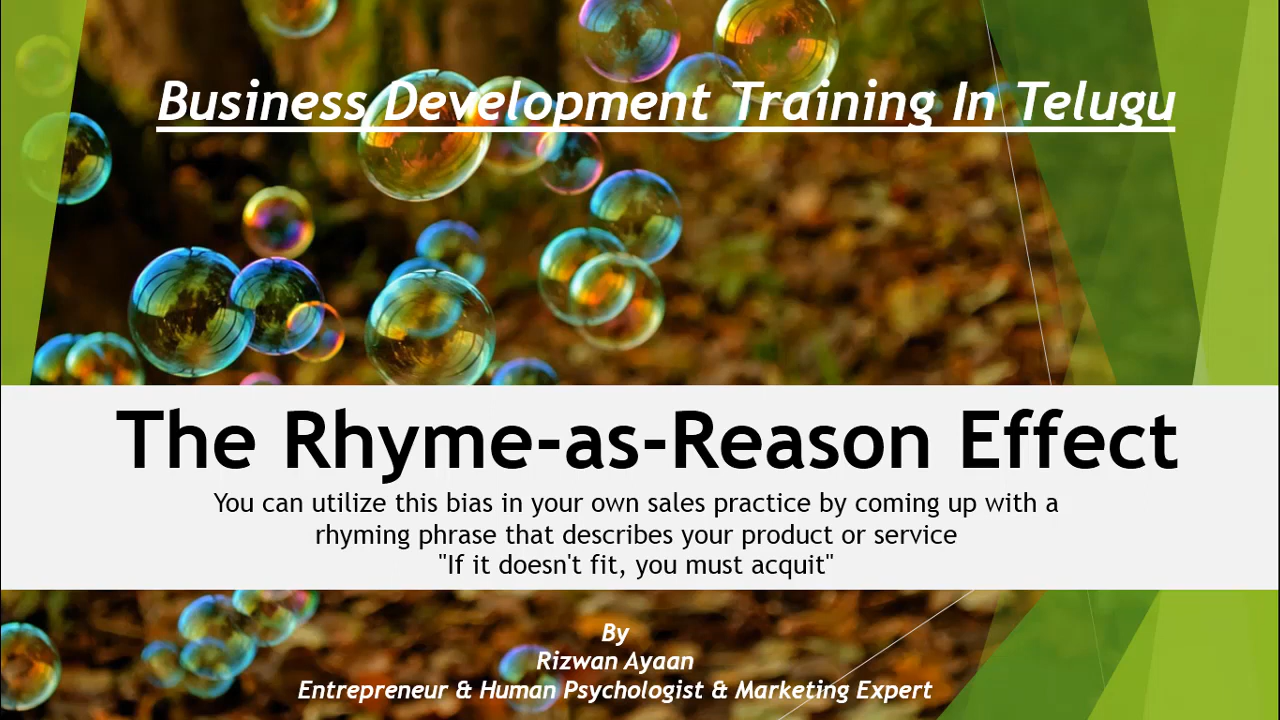 Business Development Training In Telugu
The Rhyme-as-Reason Effect
You can utilize this bias in your own sales practice by coming up with a
rhyming phrase that describes your product or service
"If it doesn't fit, you must acquit"
By
Rizwan Ayaan
Entrepreneur & Human Psychologist & Marketing Expert